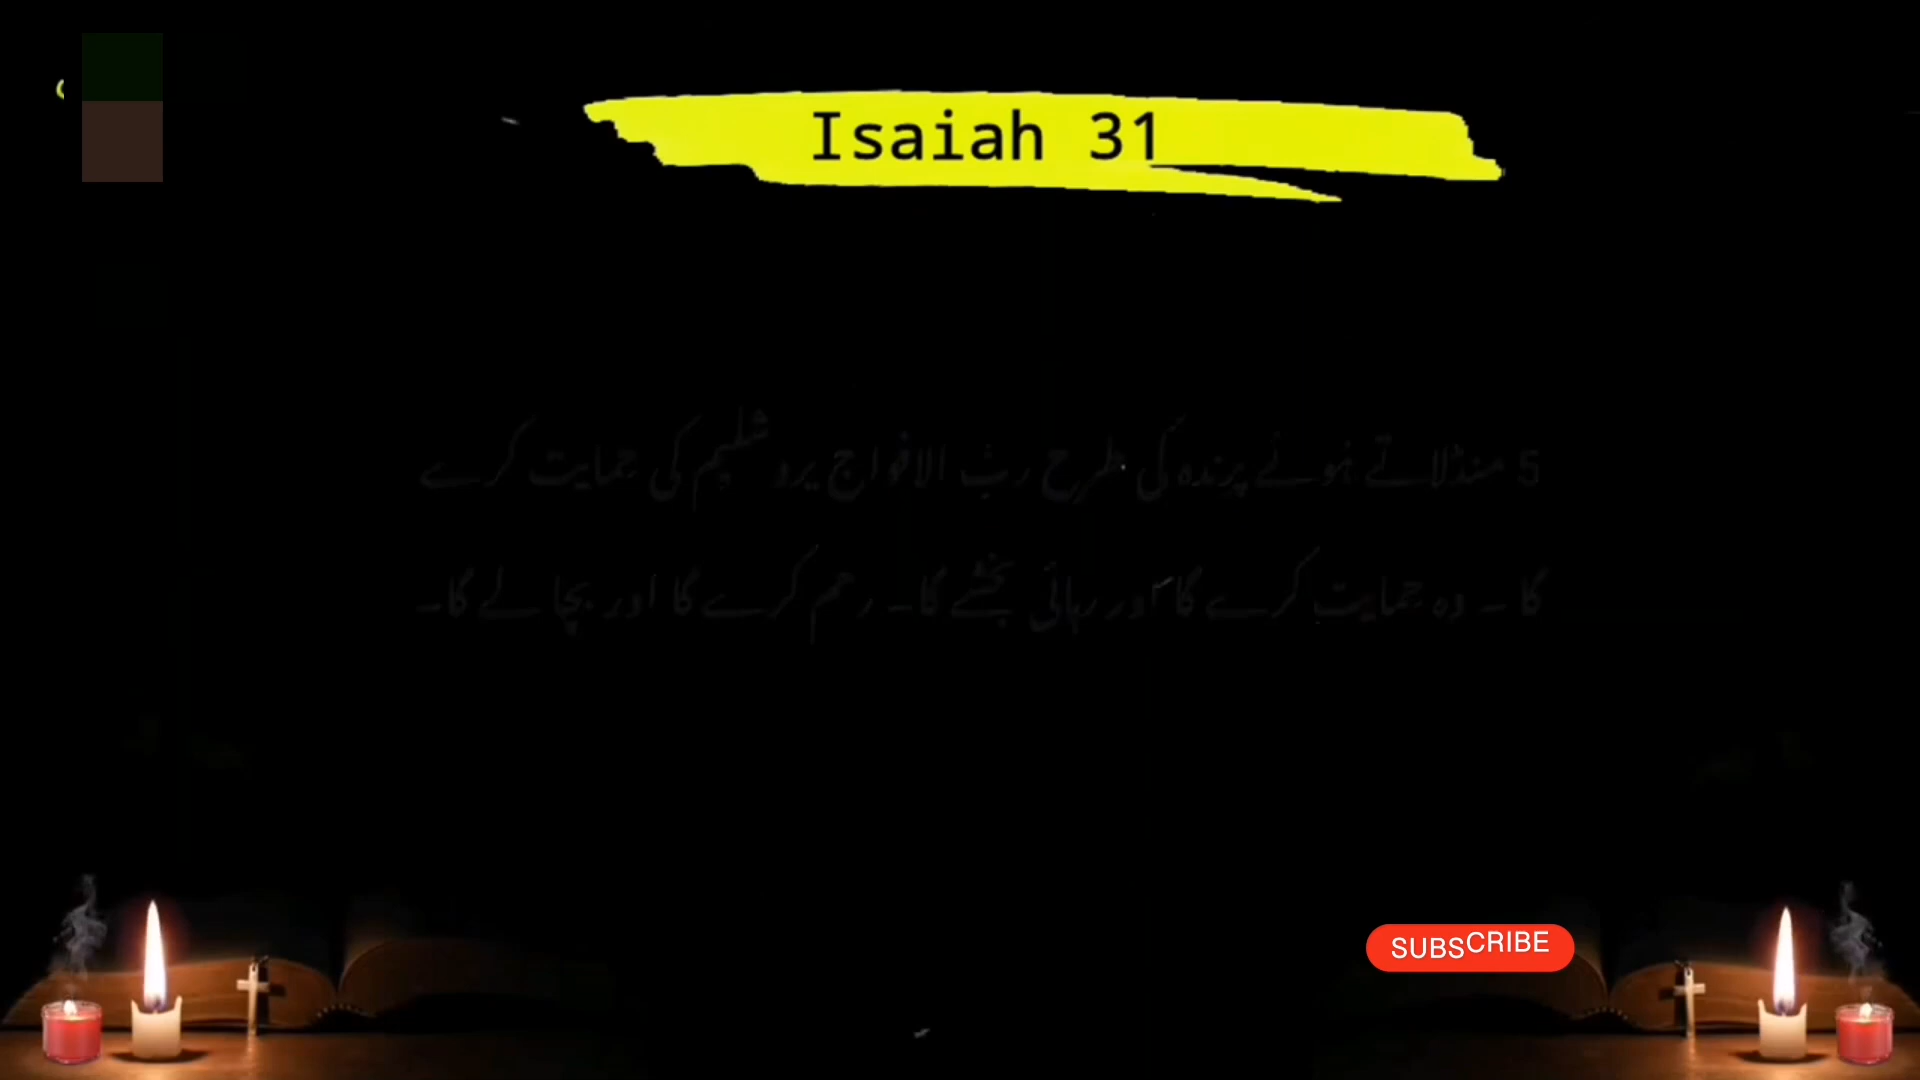 Isaiah 31
5 منڈلاتے ہوئے پرندہ کی طرح ربُ الافواج یروشلیم کی حمایت کرے
گا ۔ وہ حمایت کرے گا اور رہائی بخشے گا۔ رحم کرے گا اور بچا لے گا۔
SUBSCRIBE